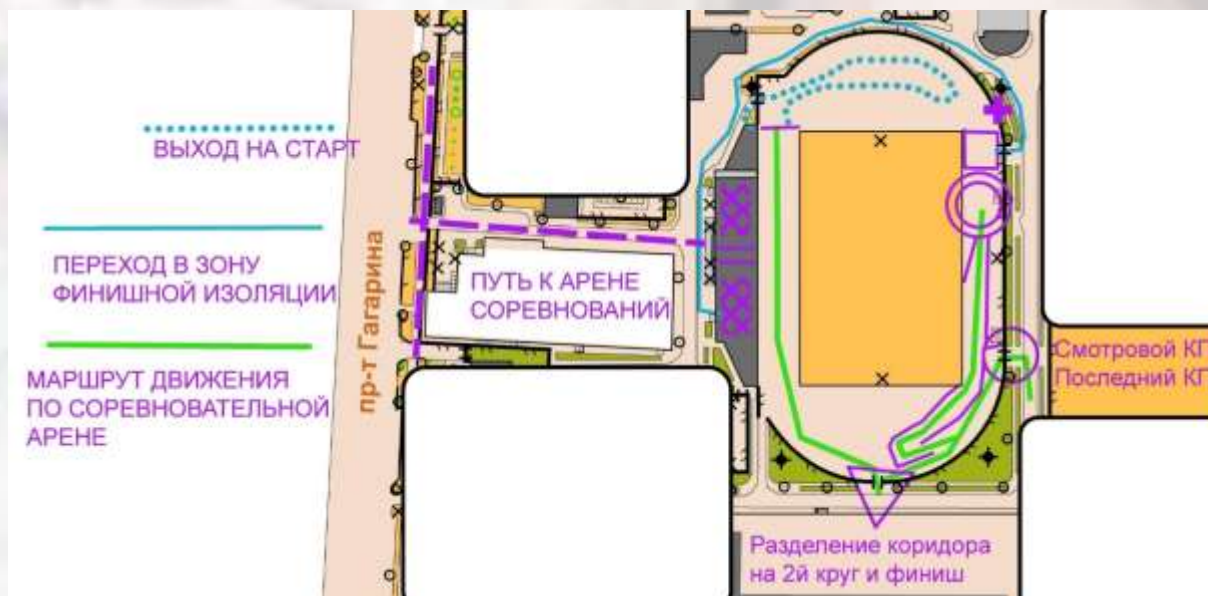 ВЫХОД НА СТАРТ
ПЕРЕХОД В ЗОНУ
ФИНИШНОЙ ИЗОЛЯЦИИ
МАРШРУТ ДВИЖЕНИЯ
ПО СОРЕВНОВАТЕЛЬНОЙ
АРЕНЕ
пр-т Гагарина
ПУТЬ К АРЕНЕ
СОРЕВНОВАНИЙ
Смотровой КП
Последний КП
Разделение коридора
на 2й круг и финиш